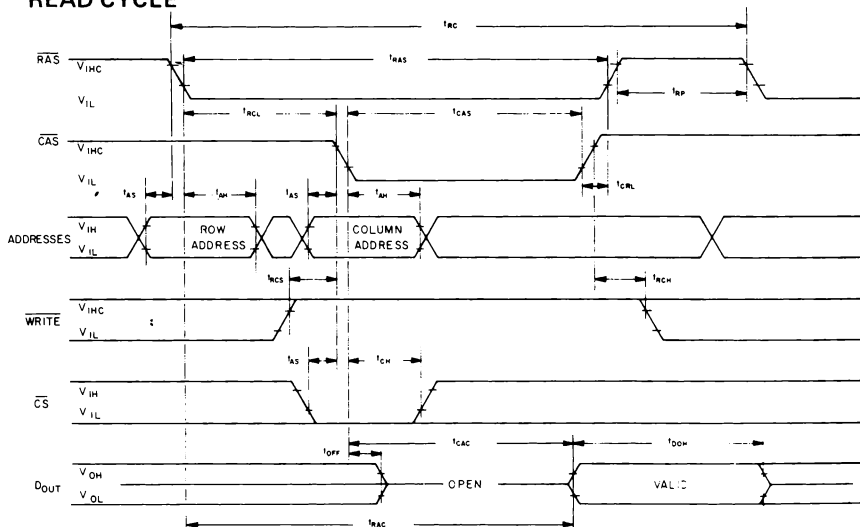 READ CYCLE
tRC
RAS
VIHC
VIL
tRAS
tRP
tRCL
tCAS
CAS
VIHC
VIL
tAS
tAH
tAS
tAH
tCRL
ADDRESSES
VIH
VIL
ROW
ADDRESS
COLUMN
ADDRESS
tRCS
tRCH
WRITE
VIHC
VIL
tAS
tCH
CS
VIH
VIL
tCAC
tDOH
tOFF
DOUT
VOH
VOL
OPEN
VALID
tRAC